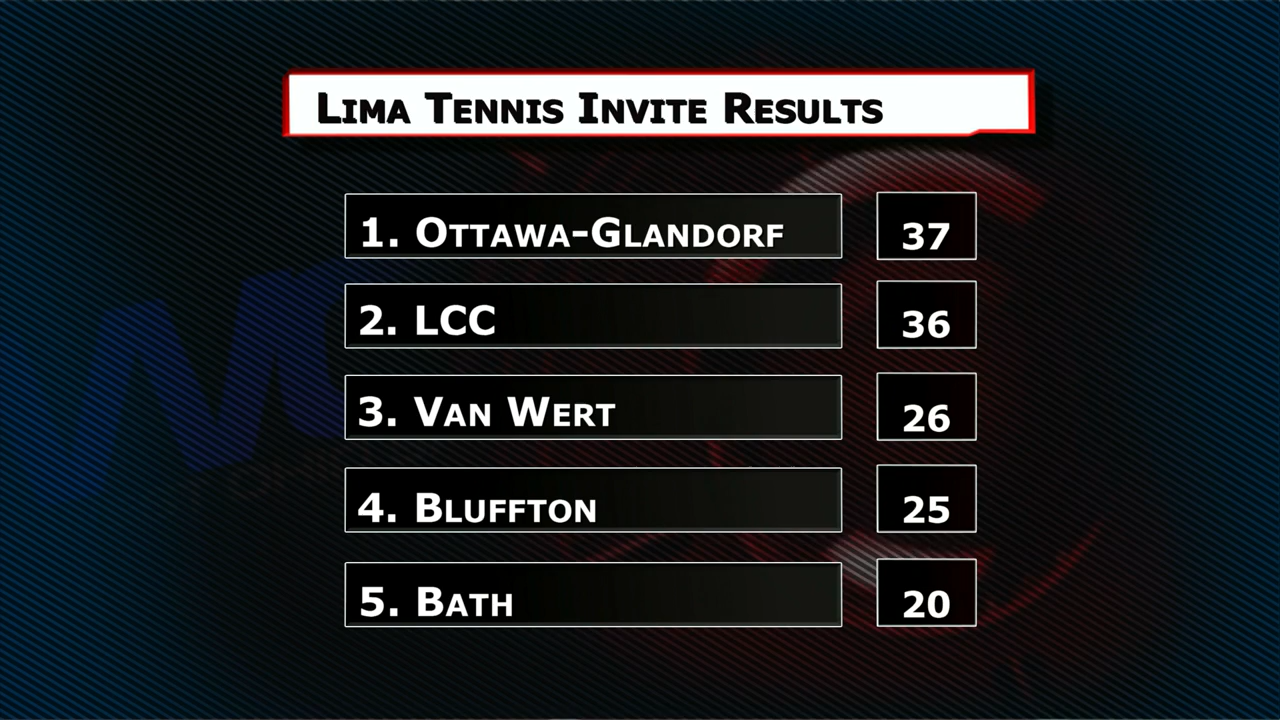 LIMA TENNIS INVITE RESULTS
1. OTTAWA-GLANDORF 37
2. LCC 36
3. VAN WERT 26
4. BLUFFTON 25
5. BATH 20